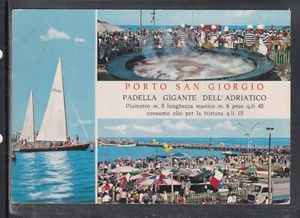 PORTO SAN GIORGIO
PADELLA GIGANTE DELL'ADRIATICO
Diametro m. 5 lunghezza manico m. 8 peso q.li 45
consumo olio per la frittura q.li 15